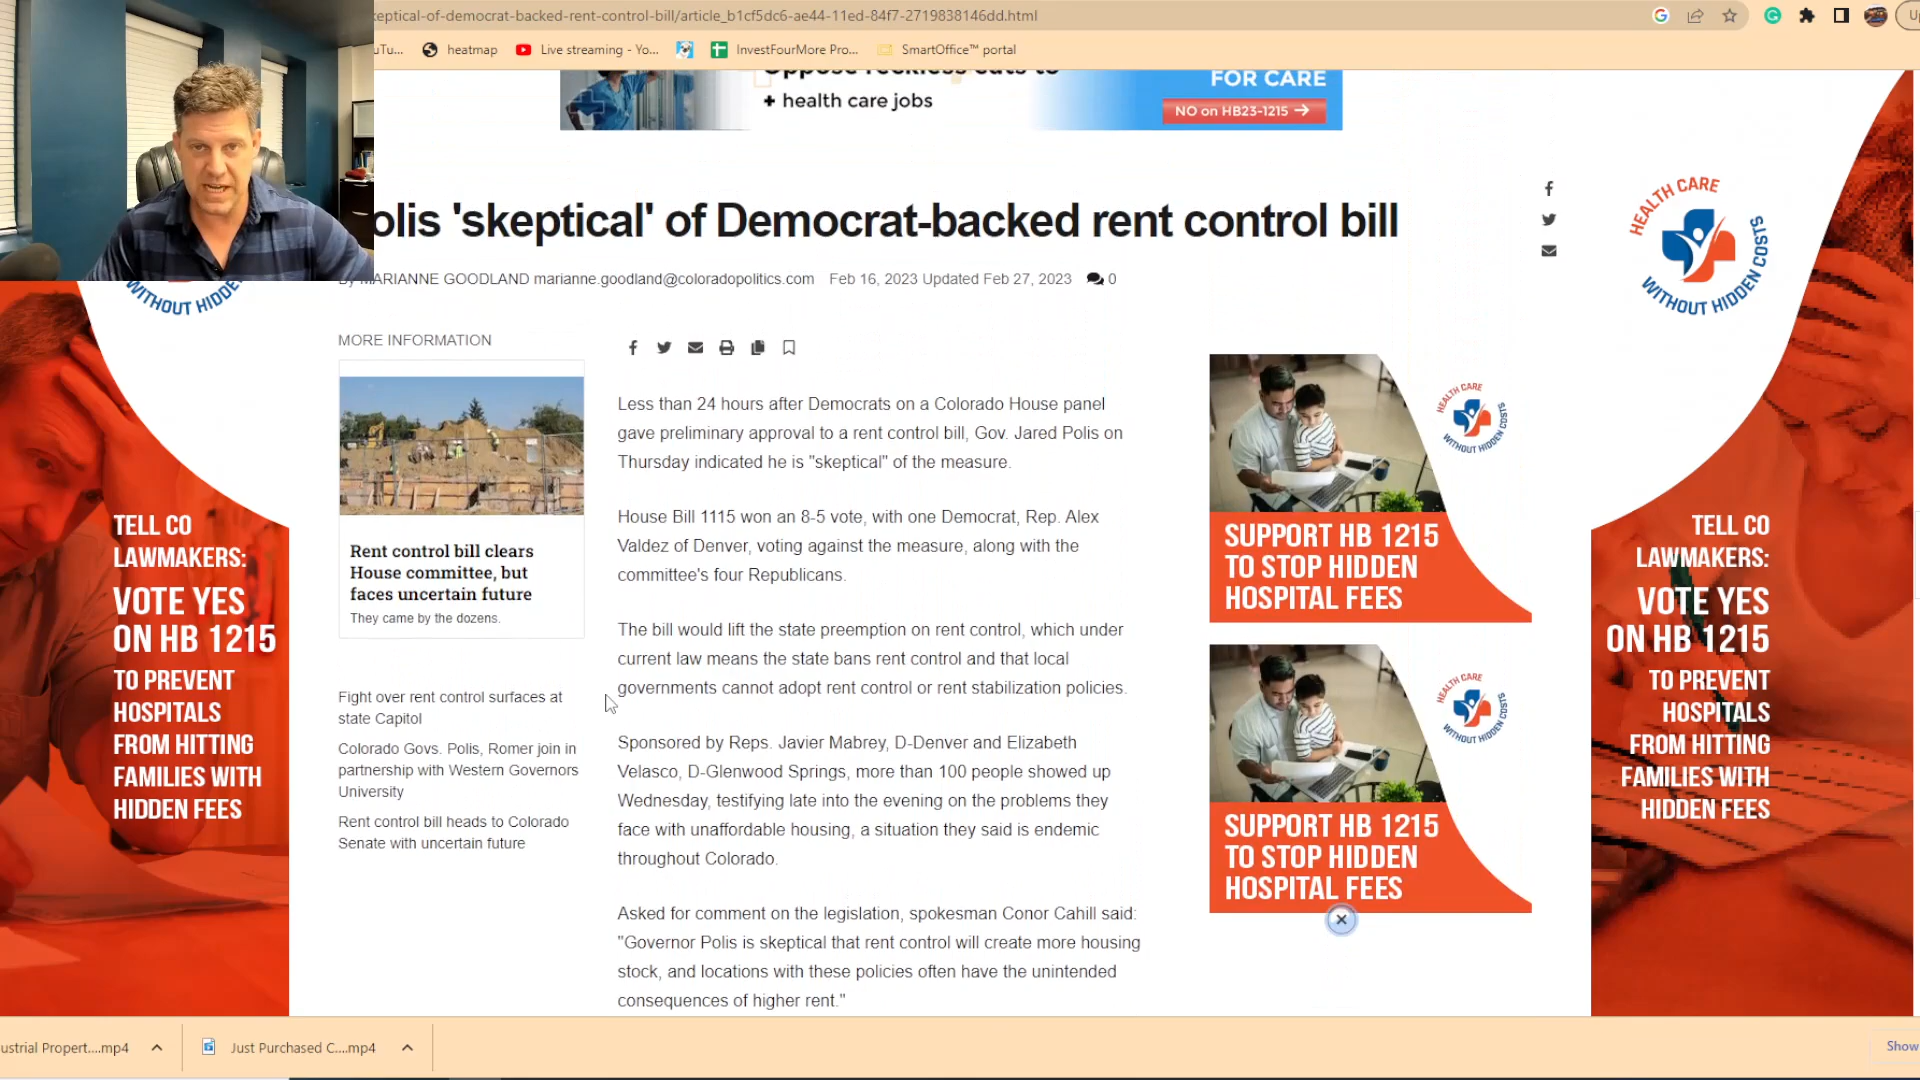 eptical-of-democrat-backed-rent-control-bill/article_b1cf5dc6-ae44-11ed-84f7-2719838146dd.html
uTu...
heatmap
Live streaming - Yo...
InvestFourMore Pro...
SmartOffice™ portal
+ health care jobs
FOR CARE
NO on HB23-1215 →
olis 'skeptical' of Democrat-backed rent control bill
By MARIANNE GOODLAND marianne.goodland@coloradopolitics.com Feb 16, 2023 Updated Feb 27, 2023 0
MORE INFORMATION
Rent control bill clears
House committee, but
faces uncertain future
They came by the dozens.
Fight over rent control surfaces at
state Capitol
Colorado Govs. Polis, Romer join in
partnership with Western Governors
University
Rent control bill heads to Colorado
Senate with uncertain future
Less than 24 hours after Democrats on a Colorado House panel
gave preliminary approval to a rent control bill, Gov. Jared Polis on
Thursday indicated he is "skeptical" of the measure.
House Bill 1115 won an 8-5 vote, with one Democrat, Rep. Alex
Valdez of Denver, voting against the measure, along with the
committee's four Republicans.
The bill would lift the state preemption on rent control, which under
current law means the state bans rent control and that local
governments cannot adopt rent control or rent stabilization policies.
Sponsored by Reps. Javier Mabrey, D-Denver and Elizabeth
Velasco, D-Glenwood Springs, more than 100 people showed up
Wednesday, testifying late into the evening on the problems they
face with unaffordable housing, a situation they said is endemic
throughout Colorado.
Asked for comment on the legislation, spokesman Conor Cahill said:
"Governor Polis is skeptical that rent control will create more housing
stock, and locations with these policies often have the unintended
consequences of higher rent."
WITHOUT HIDDEN
TELL CO
LAWMAKERS:
VOTE YES
ON HB 1215
TO PREVENT
HOSPITALS
FROM HITTING
FAMILIES WITH
HIDDEN FEES
HEALTH CARE
WITHOUT HIDDEN COSTS
SUPPORT HB 1215
TO STOP HIDDEN
HOSPITAL FEES
HEALTH CARE
WITHOUT HIDDEN COSTS
SUPPORT HB 1215
TO STOP HIDDEN
HOSPITAL FEES
HEALTH CARE
WITHOUT HIDDEN COSTS
TELL CO
LAWMAKERS:
VOTE YES
ON HB 1215
TO PREVENT
HOSPITALS
FROM HITTING
FAMILIES WITH
HIDDEN FEES
ustrial Propert....mp4
Just Purchased C....mp4
Show